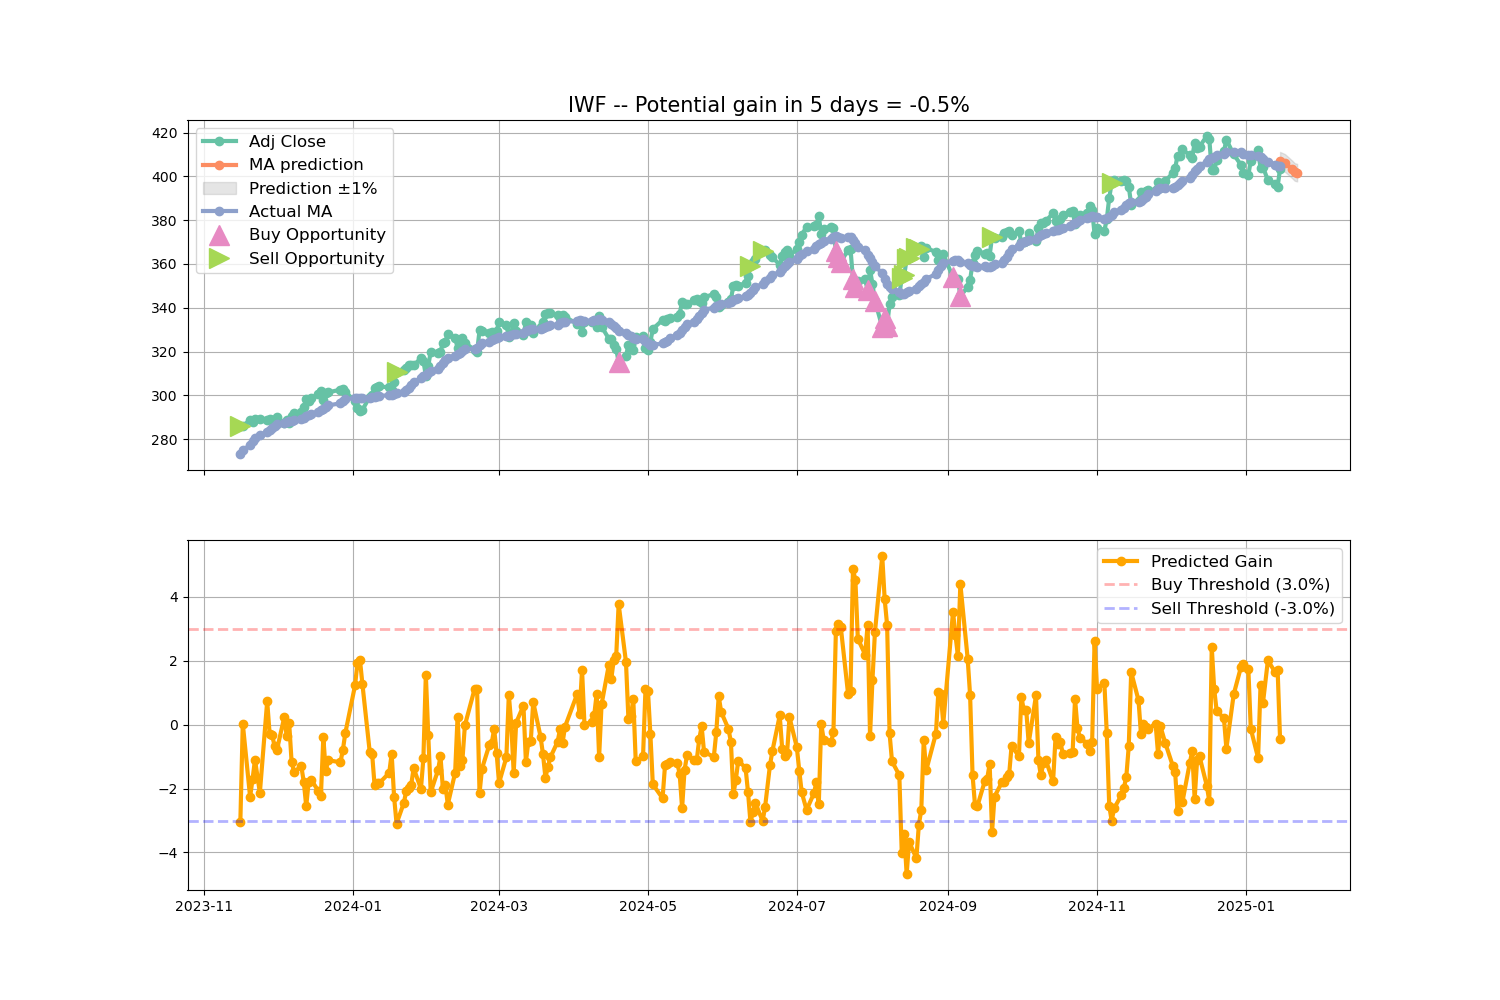 IWF -- Potential gain in 5 days = -0.5%
420
400
380
360
340
320
300
280
Adj Close
MA prediction
Prediction ±1%
Actual MA
Buy Opportunity
Sell Opportunity
4
2
0
−2
−4
Predicted Gain
Buy Threshold (3.0%)
Sell Threshold (-3.0%)
2023-11
2024-01
2024-03
2024-05
2024-07
2024-09
2024-11
2025-01